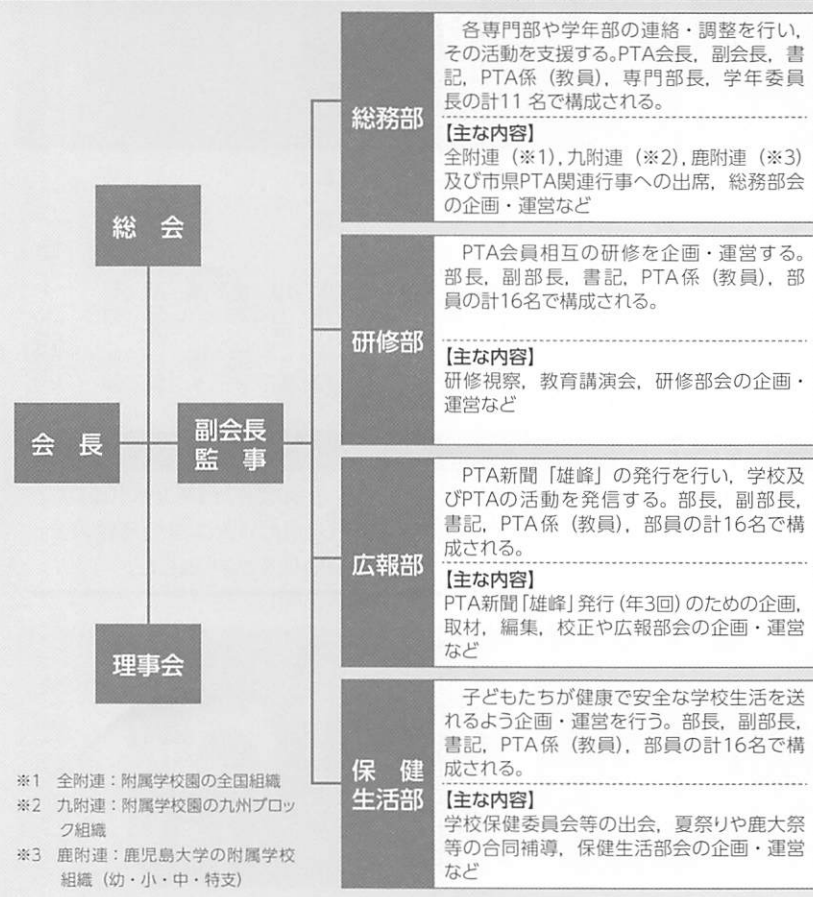 総 会
会 長
副会長
監 事
理事会
※1 全附連：附属学校園の全国組織
※2 九附連：附属学校園の九州ブロッ
ク組織
※3 鹿附連：鹿児島大学の附属学校
組織（幼・小・中・特支）
総務部
各専門部や学年部の連絡・調整を行い，
その活動を支援する。PTA会長，副会長，書
記，PTA係（教員），専門部長，学年委員
長の計11 名で構成される。
【主な内容】
全附連（※1），九附連（※2），鹿附連（※3）
及び市県PTA関連行事への出席，総務部会
の企画・運営など
研修部
PTA会員相互の研修を企画・運営する。
部長，副部長，書記，PTA係（教員），部
員の計16名で構成される。
【主な内容】
研修視察，教育講演会，研修部会の企画・
運営など
広報部
PTA新聞「雄峰」の発行を行い，学校及
びPTAの活動を発信する。部長，副部長，
書記，PTA係（教員），部員の計16名で構
成される。
【主な内容】
PTA新聞「雄峰」発行（年3回）のための企画，
取材，編集，校正や広報部会の企画・運営
など
保 健
生活部
子どもたちが健康で安全な学校生活を送
れるよう企画・運営を行う。部長，副部長，
書記，PTA係（教員），部員の計16名で構
成される。
【主な内容】
学校保健委員会等の出会，夏祭りや鹿大祭
等の合同補導，保健生活部会の企画・運営
など